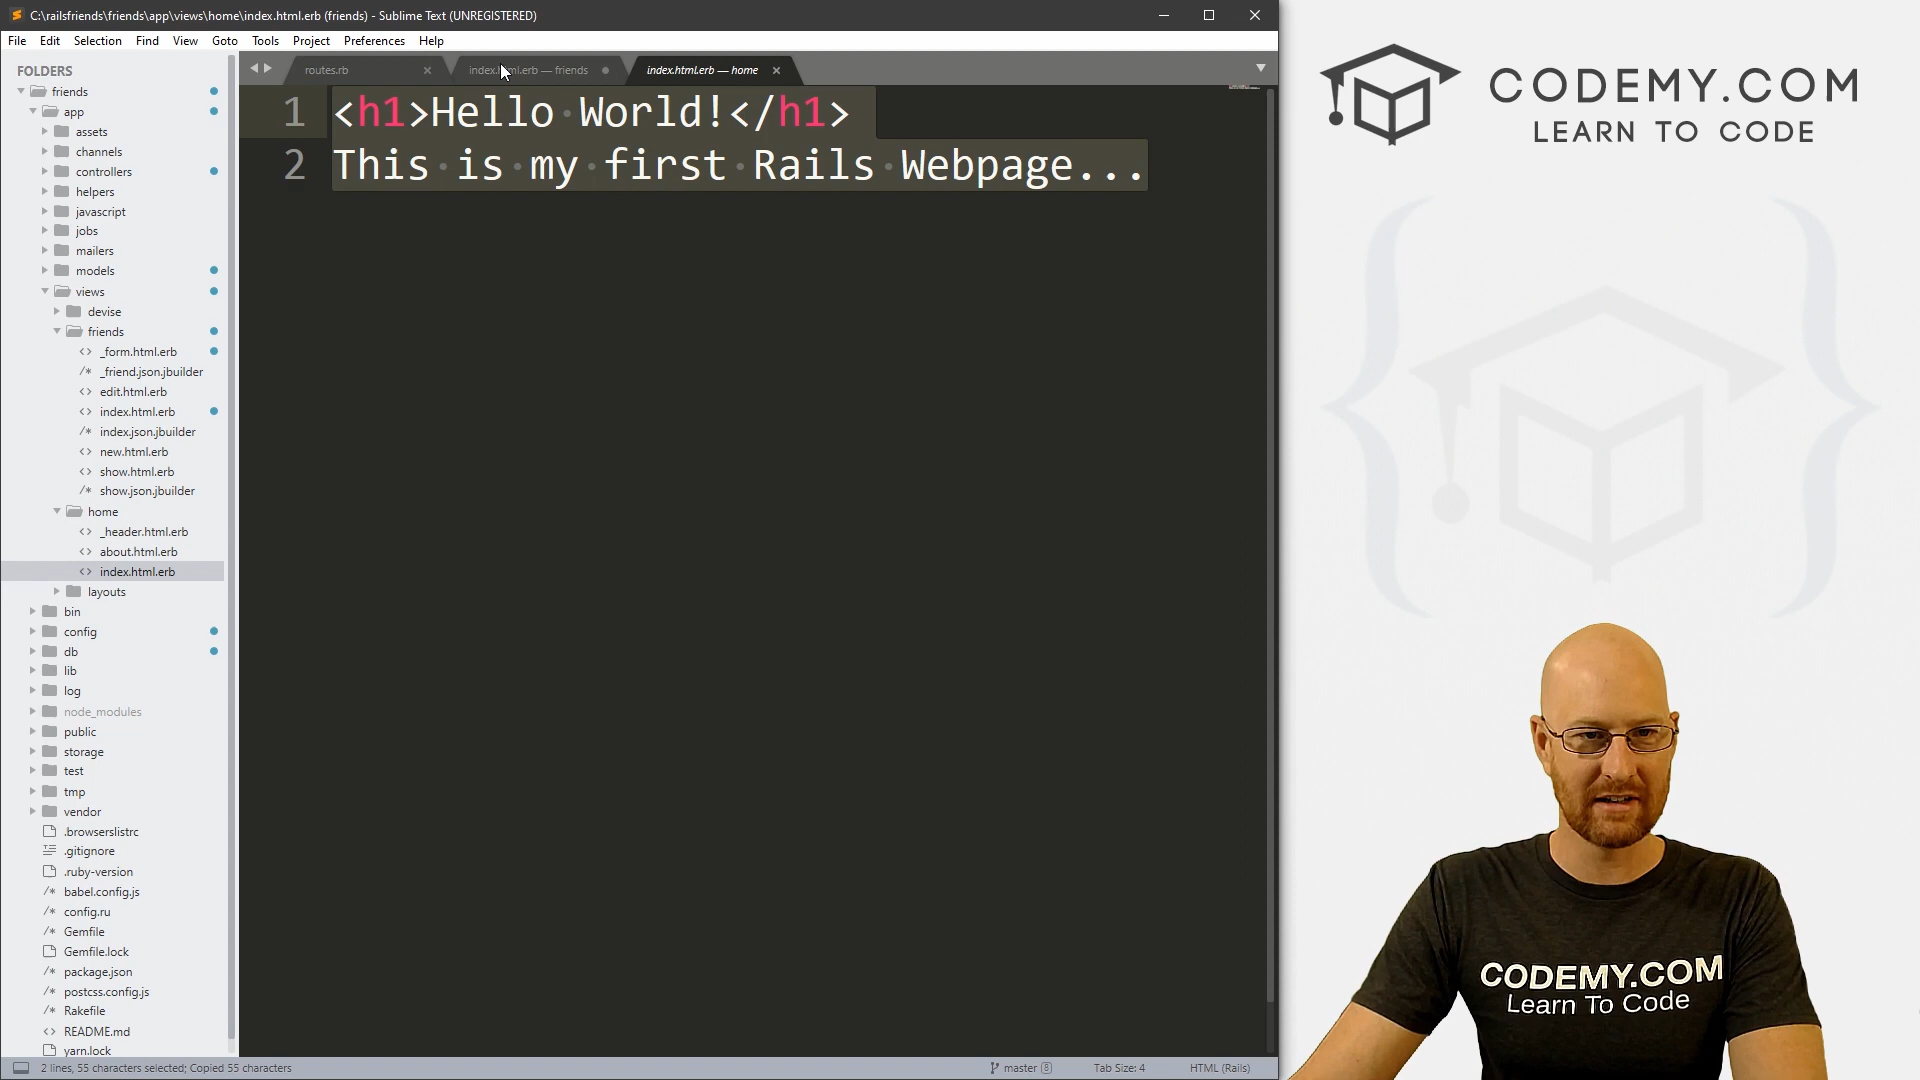 C:\railsfriends\friends\app\views\home\index.html.erb (friends) - Sublime Text (UNREGISTERED)
File Edit Selection Find View Goto Tools Project Preferences Help
FOLDERS
friends
app
assets
channels
controllers
helpers
javascript
jobs
mailers
models
views
devise
friends
_form.html.erb
_friend.json.jbuilder
edit.html.erb
index.html.erb
index.json.jbuilder
new.html.erb
show.html.erb
show.json.jbuilder
home
_header.html.erb
about.html.erb
index.html.erb
layouts
bin
config
db
lib
log
node_modules
public
storage
test
tmp
vendor
.browserslistrc
.gitignore
.ruby-version
babel.config.js
config.ru
Gemfile
Gemfile.lock
package.json
postcss.config.js
Rakefile
README.md
yarn.lock
routes.rb
index.html.erb — friends
index.html.erb — home
1 <h1>Hello World!</h1>
2 This is my first Rails Webpage...
2 lines, 55 characters selected; Copied 55 characters
master 8
Tab Size: 4
HTML (Rails)
CODEMY.COM
LEARN TO CODE
CODEMY.COM
Learn To Code